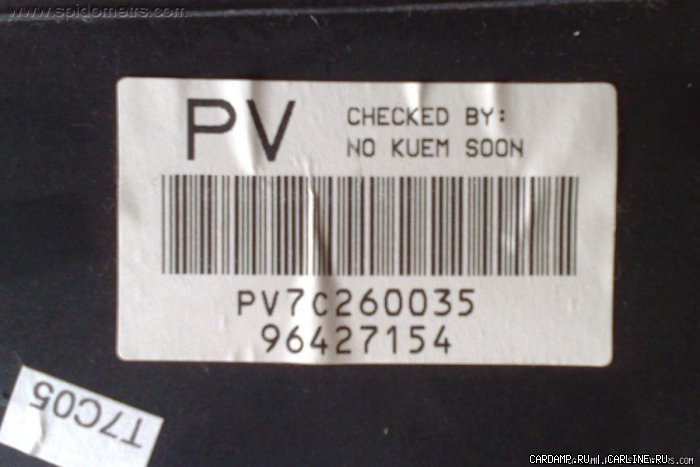 www.spidometrs.com
PV
CHECKED BY:
NO KUEM SOON
PV7C260035
96427154
T7C05
CARDAMP.RU
CARLINE.RU